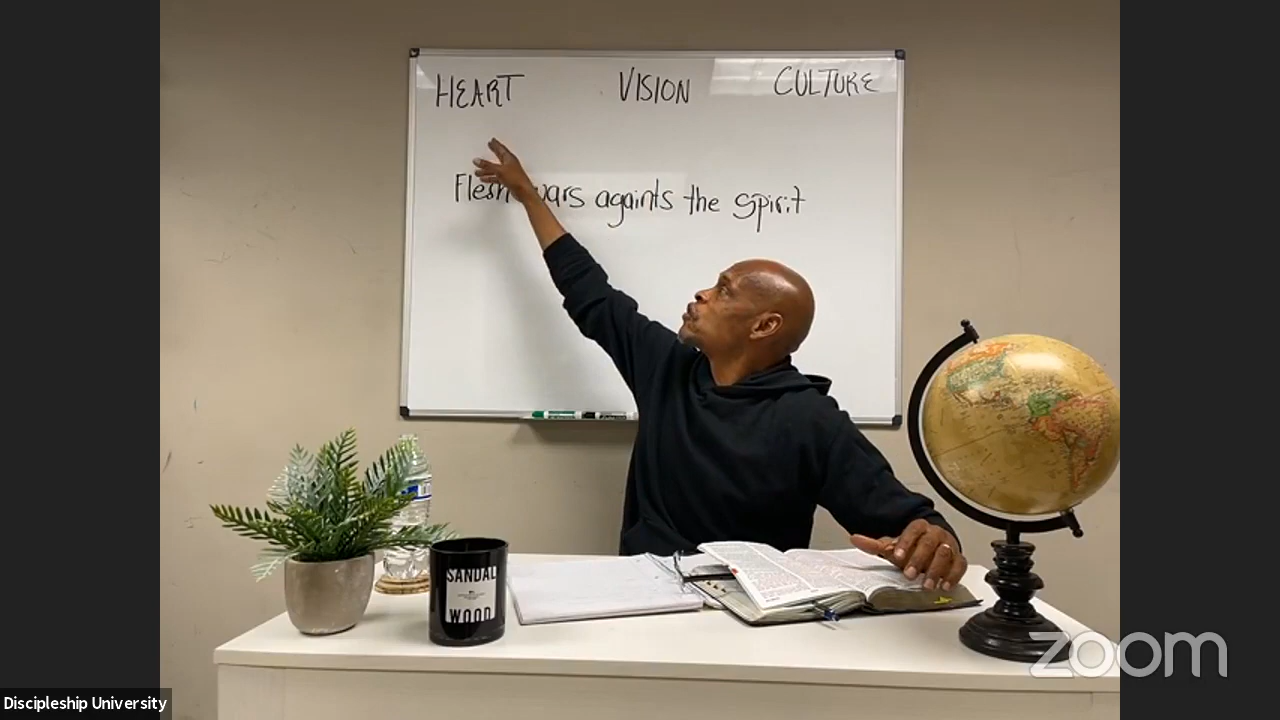 HEART VISION CULTURE
Flesh wars againts the spirit
SANDAL
WOOD
zoom
Discipleship University